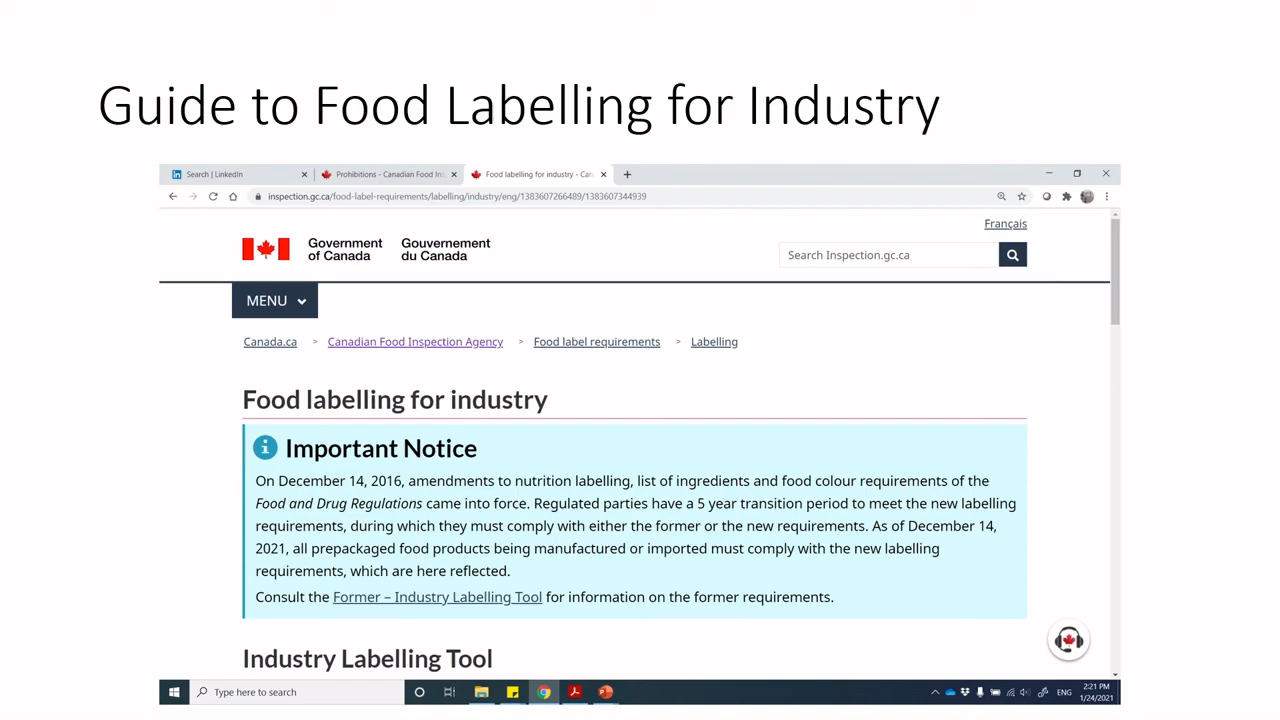 Guide to Food Labelling for Industry
Search | LinkedIn
Prohibitions - Canadian Food Ins
Food labelling for industry - Can
inspection.gc.ca/food-label-requirements/labelling/industry/eng/1383607266489/1383607344939
Français
Government of Canada
Gouvernement du Canada
Search Inspection.gc.ca
MENU
Canada.ca > Canadian Food Inspection Agency > Food label requirements > Labelling
Food labelling for industry
Important Notice
On December 14, 2016, amendments to nutrition labelling, list of ingredients and food colour requirements of the
Food and Drug Regulations came into force. Regulated parties have a 5 year transition period to meet the new labelling
requirements, during which they must comply with either the former or the new requirements. As of December 14,
2021, all prepackaged food products being manufactured or imported must comply with the new labelling
requirements, which are here reflected.
Consult the Former – Industry Labelling Tool for information on the former requirements.
Industry Labelling Tool
Type here to search
ENG
2:21 PM
1/24/2021